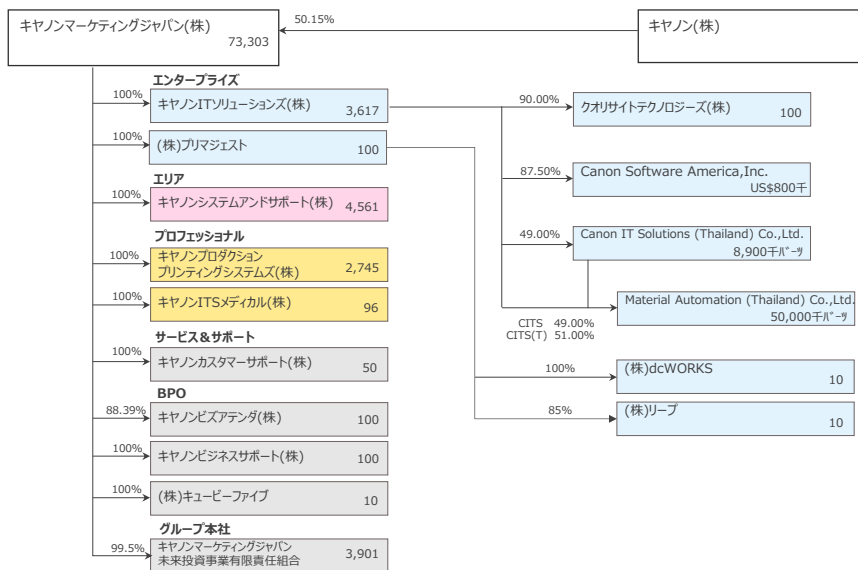 キヤノンマーケティングジャパン(株)
73,303
50.15%
キヤノン(株)
エンタープライズ
100%
キヤノンITソリューションズ(株)
3,617
90.00%
クオリサイトテクノロジーズ(株)
100
100%
(株)プリマジェスト
100
87.50%
Canon Software America,Inc.
US$800千
エリア
100%
キヤノンシステムアンドサポート(株)
4,561
49.00%
Canon IT Solutions (Thailand) Co.,Ltd.
8,900千バーツ
プロフェッショナル
100%
キヤノンプロダクション
プリンティングシステムズ(株)
2,745
100%
キヤノンITSメディカル(株)
96
Material Automation (Thailand) Co.,Ltd.
50,000千バーツ
CITS 49.00%
CITS(T) 51.00%
サービス&サポート
100%
キヤノンカスタマーサポート(株)
50
100%
(株)dcWORKS
10
BPO
88.39%
キヤノンビズアテンダ(株)
100
85%
(株)リープ
10
100%
キヤノンビジネスサポート(株)
100
100%
(株)キュービーファイブ
10
グループ本社
99.5%
キヤノンマーケティングジャパン
未来投資事業有限責任組合
3,901